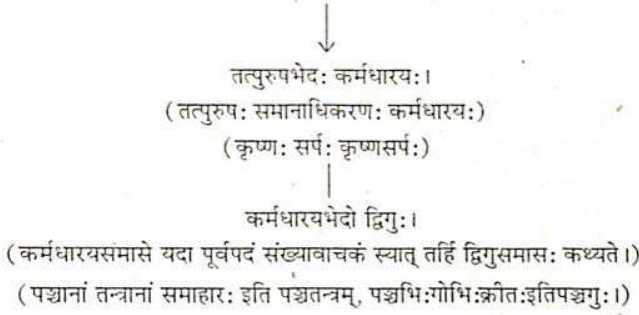 तत्पुरुषभेदः कर्मधारयः।
(तत्पुरुषः समानाधिकरणः कर्मधारयः)
(कृष्णः सर्पः कृष्णसर्पः)
कर्मधारयभेदो द्विगुः।
(कर्मधारयसमासे यदा पूर्वपदं संख्यावाचकं स्यात् तर्हि द्विगुसमासः कथ्यते।)
(पञ्चानां तन्त्रानां समाहारः इति पञ्चतन्त्रम्, पञ्चभिःगोभिःक्रीतःइतिपञ्चगुः।)